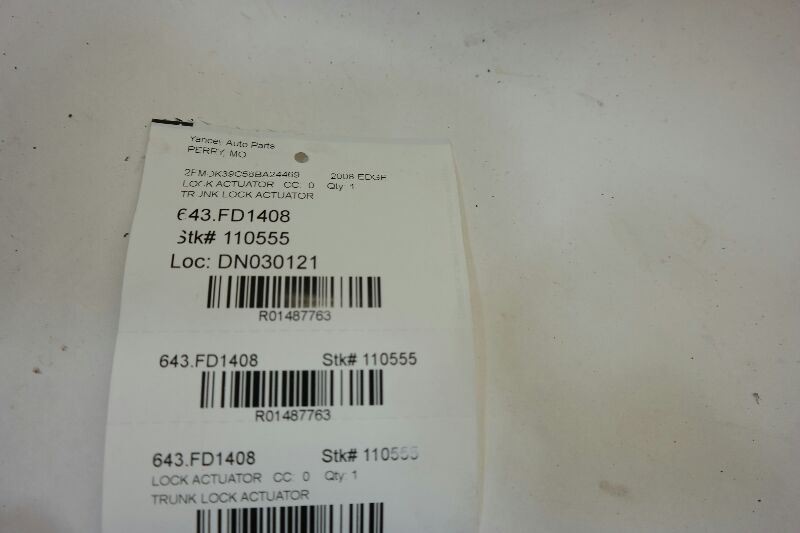 Yanney Auto Parts
PERRY, MO
2008 EDGE
LOCK ACTUATOR CC: 0 Qty: 1
TRUNK LOCK ACTUATOR
643.FD1408
Stk# 110555
Loc: DN030121
R01487763
643.FD1408 Stk# 110555
R01487763
643.FD1408 Stk# 110555
LOCK ACTUATOR CC: 0 Qty: 1
TRUNK LOCK ACTUATOR